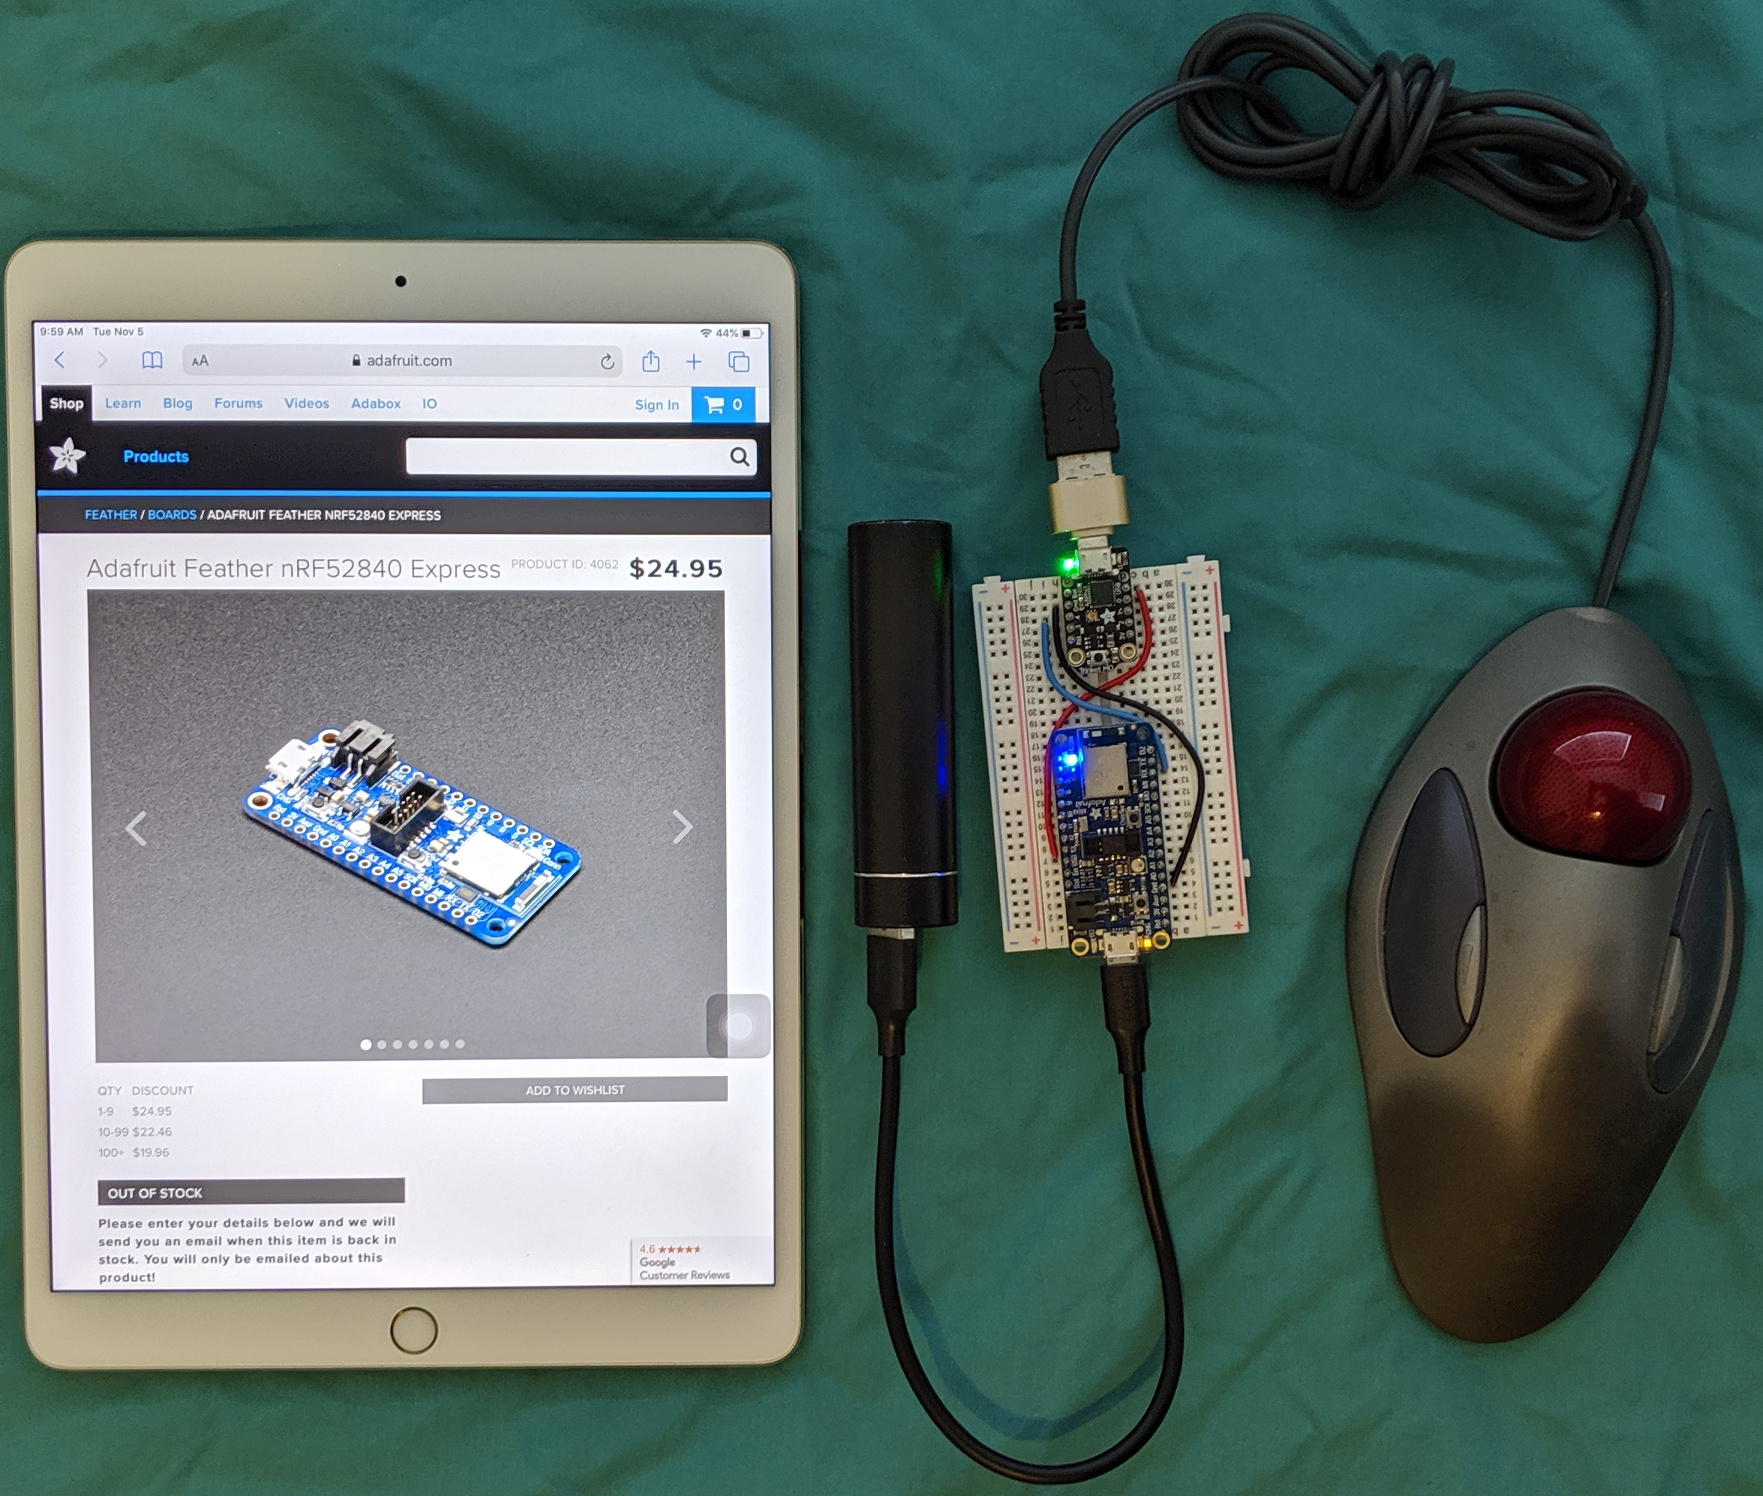 9:59 AM Tue Nov 5
44%
AA
adafruit.com
Shop Learn Blog Forums Videos Adabox IO Sign In 0
Products
FEATHER / BOARDS / ADAFRUIT FEATHER NRF52840 EXPRESS
Adafruit Feather nRF52840 Express PRODUCT ID: 4062 $24.95
QTY DISCOUNT
1-9 $24.95
10-99 $22.46
100+ $19.96
ADD TO WISHLIST
OUT OF STOCK
Please enter your details below and we will
send you an email when this item is back in
stock. You will only be emailed about this
product!
4.6
Google
Customer Reviews